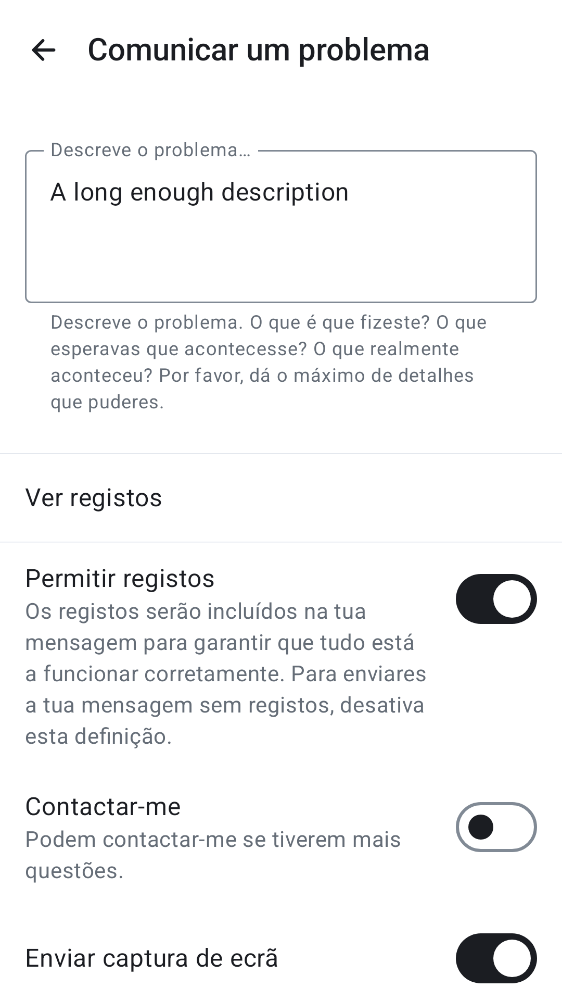 Comunicar um problema
Descreve o problema…
A long enough description
Descreve o problema. O que é que fizeste? O que
esperavas que acontecesse? O que realmente
aconteceu? Por favor, dá o máximo de detalhes
que puderes.
Ver registos
Permitir registos
Os registos serão incluídos na tua
mensagem para garantir que tudo está
a funcionar corretamente. Para enviares
a tua mensagem sem registos, desativa
esta definição.
Contactar-me
Podem contactar-me se tiverem mais
questões.
Enviar captura de ecrã